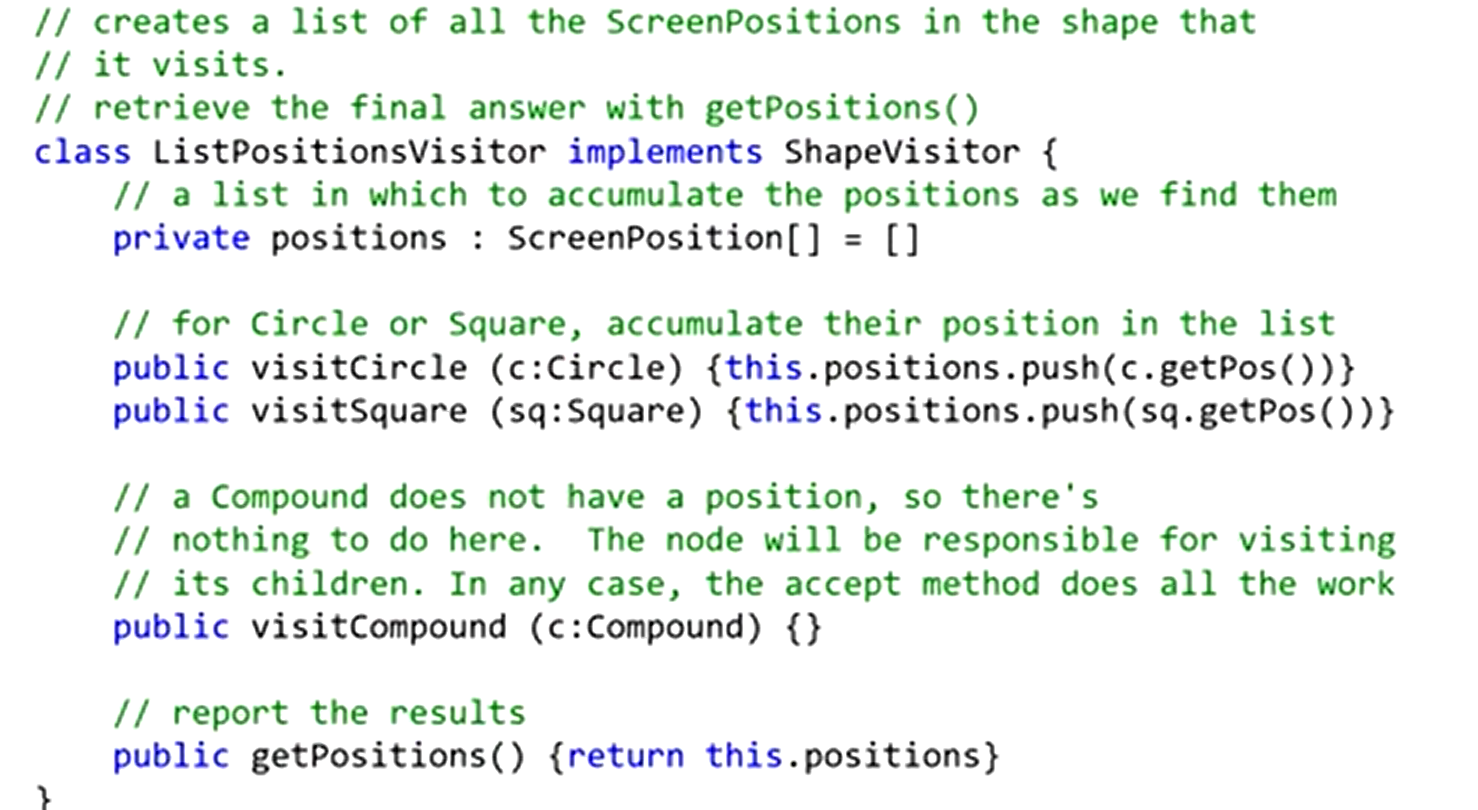 // creates a list of all the ScreenPositions in the shape that
// it visits.
// retrieve the final answer with getPositions()
class ListPositionsVisitor implements ShapeVisitor {
    // a list in which to accumulate the positions as we find them
    private positions : ScreenPosition[] = []

    // for Circle or Square, accumulate their position in the list
    public visitCircle (c:Circle) {this.positions.push(c.getPos())}
    public visitSquare (sq:Square) {this.positions.push(sq.getPos())}

    // a Compound does not have a position, so there's
    // nothing to do here.  The node will be responsible for visiting
    // its children. In any case, the accept method does all the work
    public visitCompound (c:Compound) {}

    // report the results
    public getPositions() {return this.positions}
}